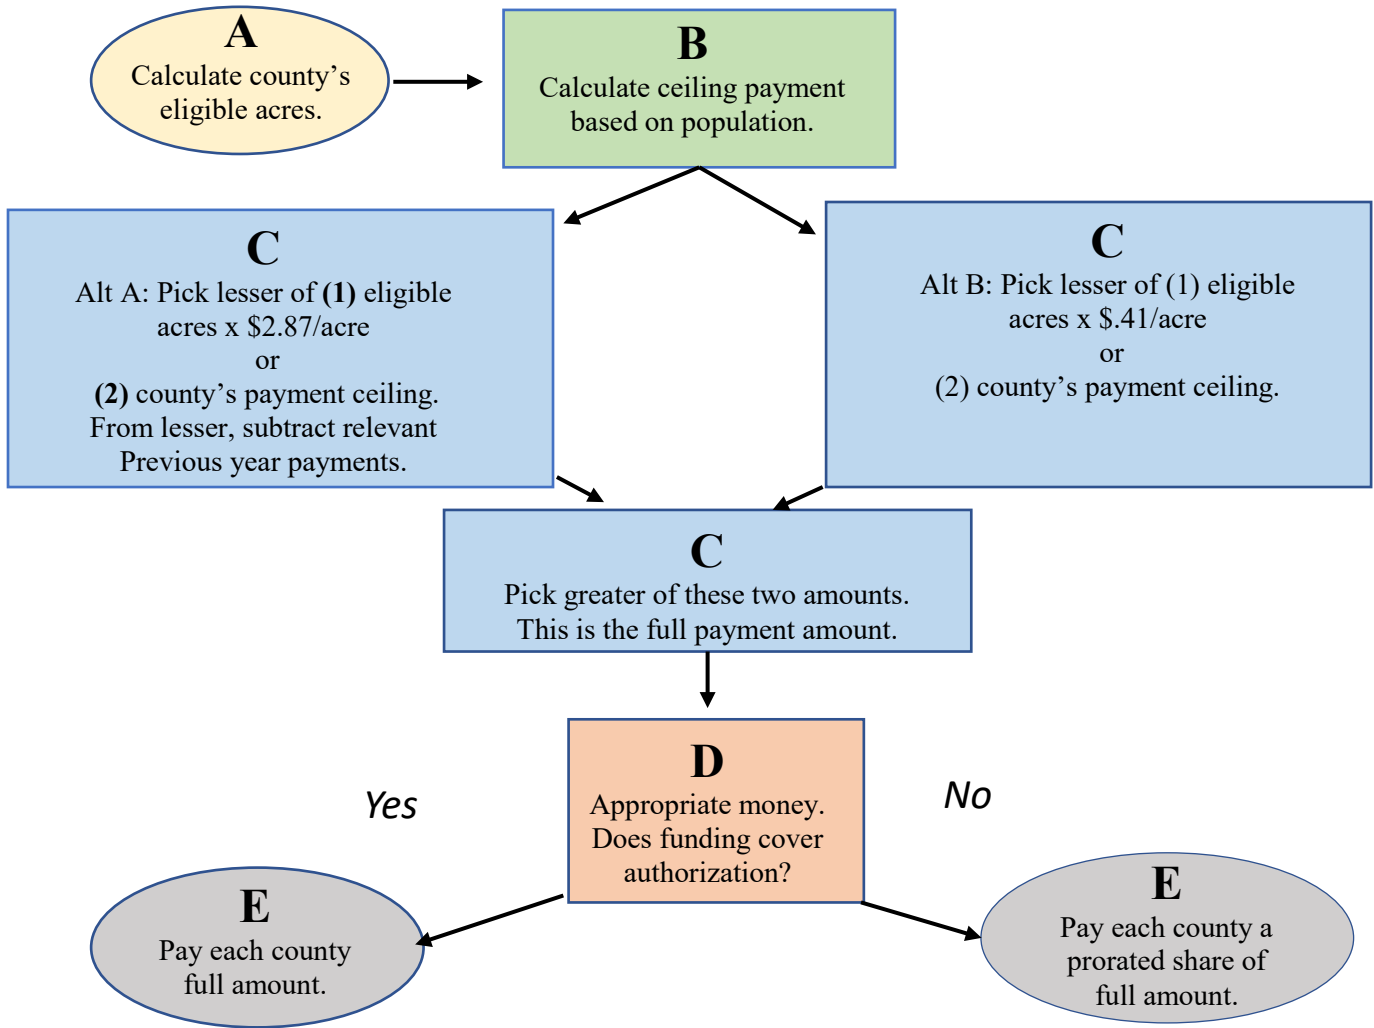 A
Calculate county’s
eligible acres.
B
Calculate ceiling payment
based on population.
C
Alt A: Pick lesser of (1) eligible
acres x $2.87/acre
or
(2) county’s payment ceiling.
From lesser, subtract relevant
Previous year payments.
C
Alt B: Pick lesser of (1) eligible
acres x $.41/acre
or
(2) county’s payment ceiling.
C
Pick greater of these two amounts.
This is the full payment amount.
D
Appropriate money.
Does funding cover
authorization?
Yes
No
E
Pay each county
full amount.
E
Pay each county a
prorated share of
full amount.